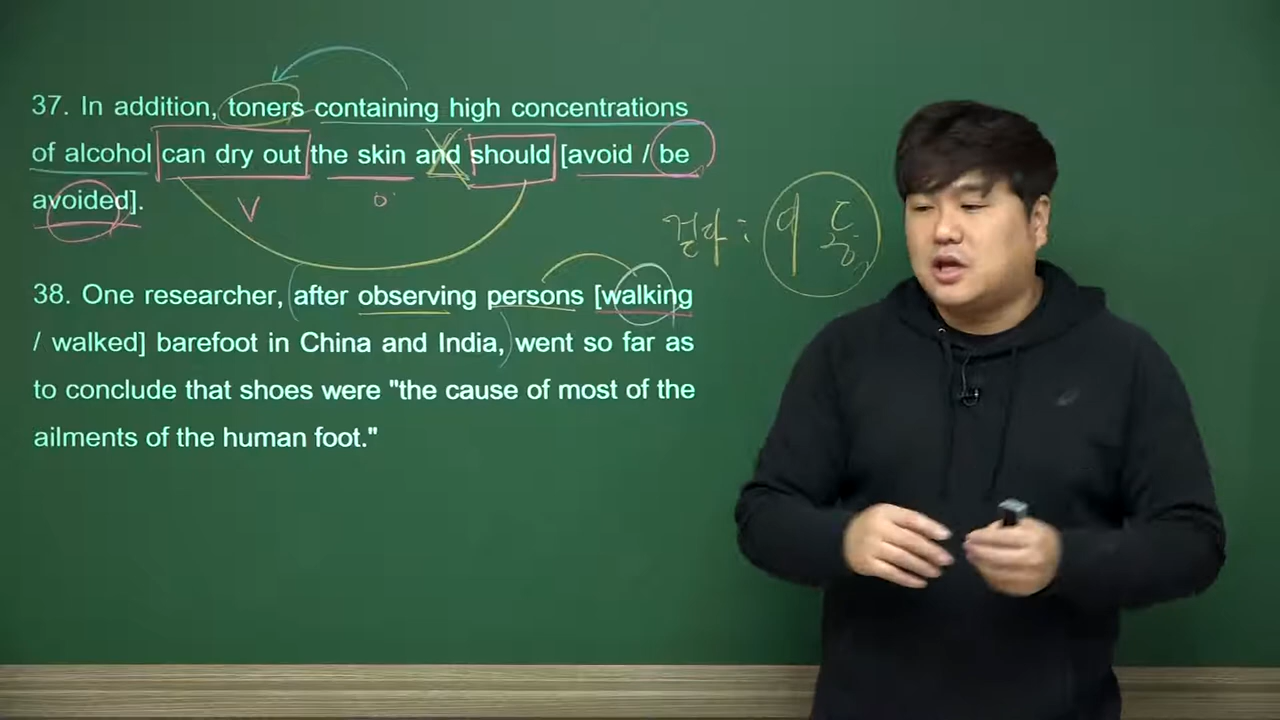 37. In addition, toners containing high concentrations
of alcohol can dry out the skin and should [avoid / be
avoided].
V
o
걷다 :
38. One researcher, after observing persons [walking
/ walked] barefoot in China and India, went so far as
to conclude that shoes were "the cause of most of the
ailments of the human foot."